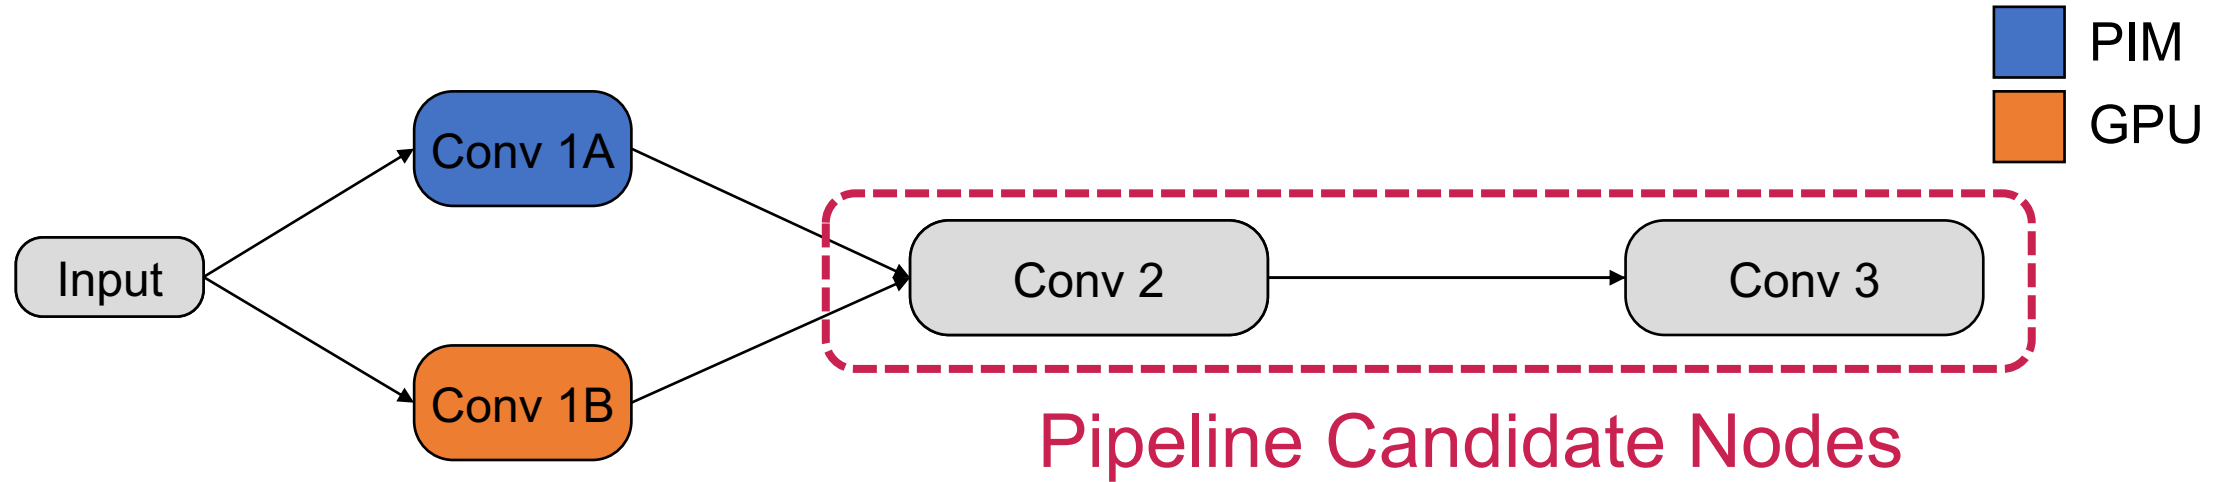 PIM
GPU
Conv 1A
Input
Conv 2
Conv 3
Conv 1B
Pipeline Candidate Nodes